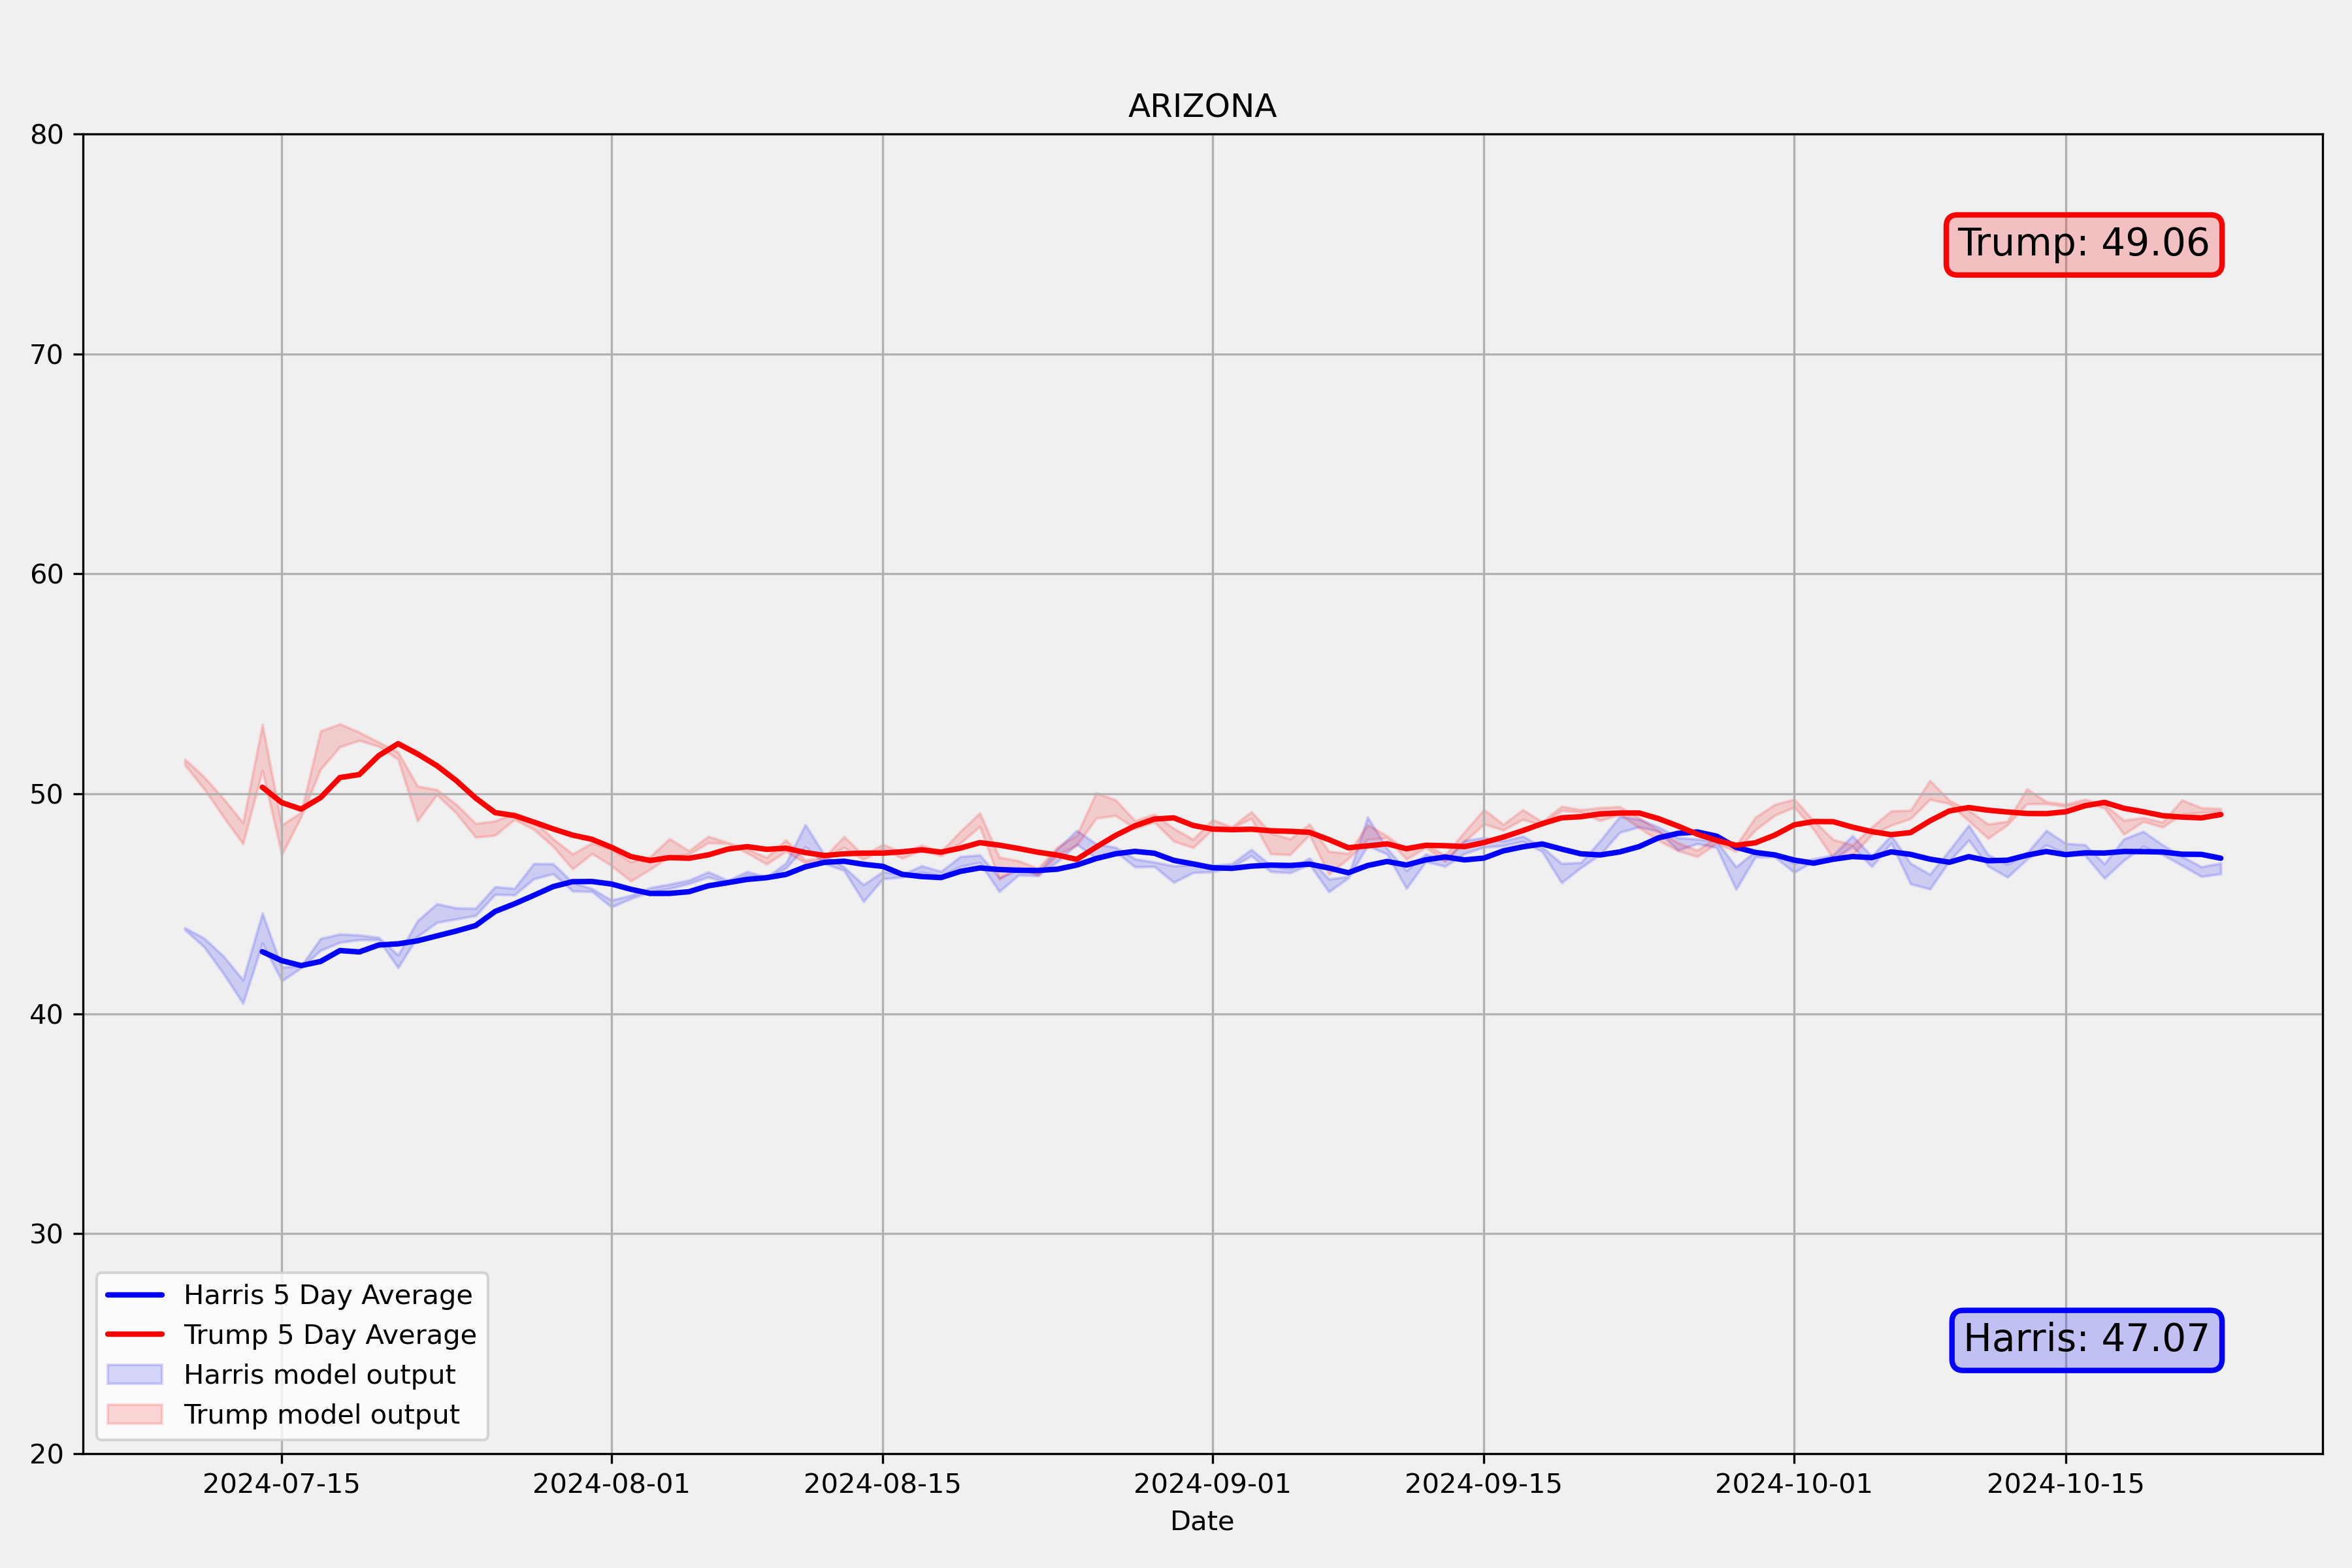 ARIZONA
80
70
60
50
40
30
20
Trump: 49.06
Harris: 47.07
Harris 5 Day Average
Trump 5 Day Average
Harris model output
Trump model output
2024-07-15
2024-08-01
2024-08-15
2024-09-01
2024-09-15
2024-10-01
2024-10-15
Date